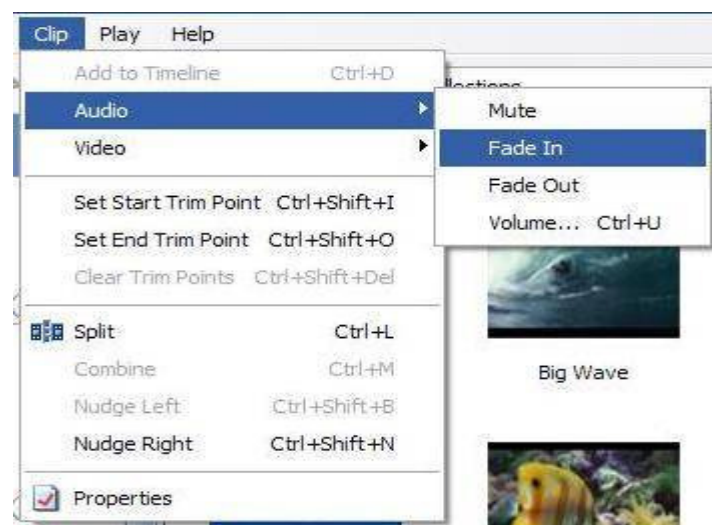 Clip Play Help
Add to Timeline Ctrl+D
Audio
Video
Set Start Trim Point Ctrl+Shift+I
Set End Trim Point Ctrl+Shift+O
Clear Trim Points Ctrl+Shift+Del
Split Ctrl+L
Combine Ctrl+M
Nudge Left Ctrl+Shift+B
Nudge Right Ctrl+Shift+N
Properties
Mute
Fade In
Fade Out
Volume... Ctrl+U
Big Wave